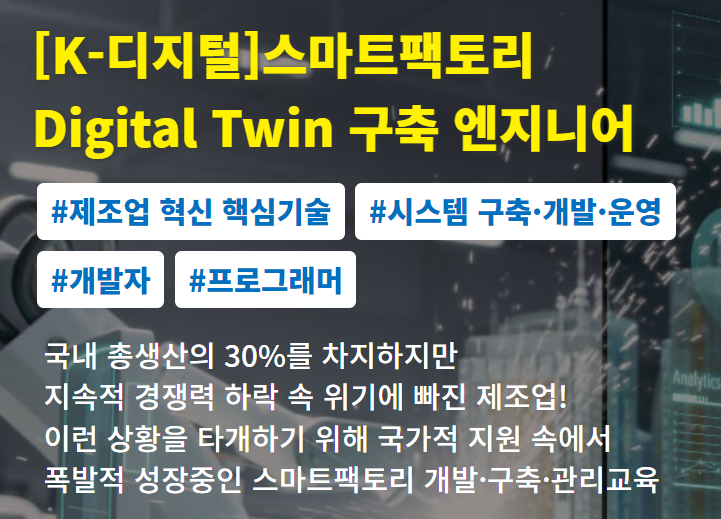 [K-디지털]스마트팩토리
Digital Twin 구축 엔지니어
#제조업 혁신 핵심기술 #시스템 구축·개발·운영
#개발자 #프로그래머
국내 총생산의 30%를 차지하지만
지속적 경쟁력 하락 속 위기에 빠진 제조업!
이런 상황을 타개하기 위해 국가적 지원 속에서
폭발적 성장중인 스마트팩토리 개발·구축·관리교육
Analytics